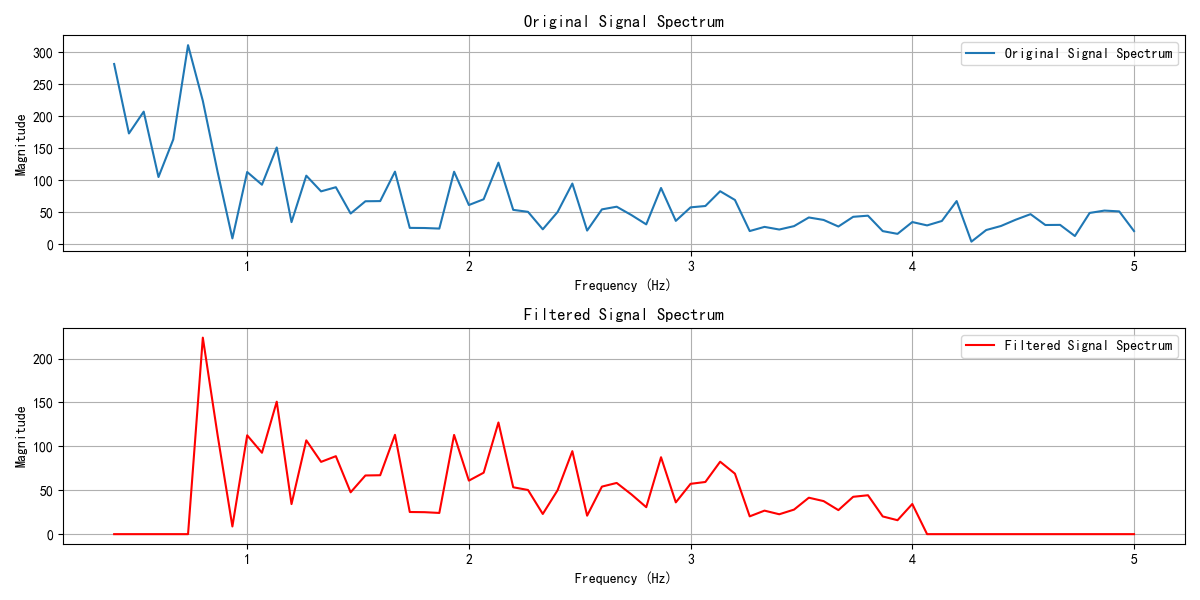 Original Signal Spectrum
300
250
200
150
100
50
0
Magnitude
Original Signal Spectrum
1 2 3 4 5
Frequency (Hz)
Filtered Signal Spectrum
200
150
100
50
0
Magnitude
Filtered Signal Spectrum
1 2 3 4 5
Frequency (Hz)